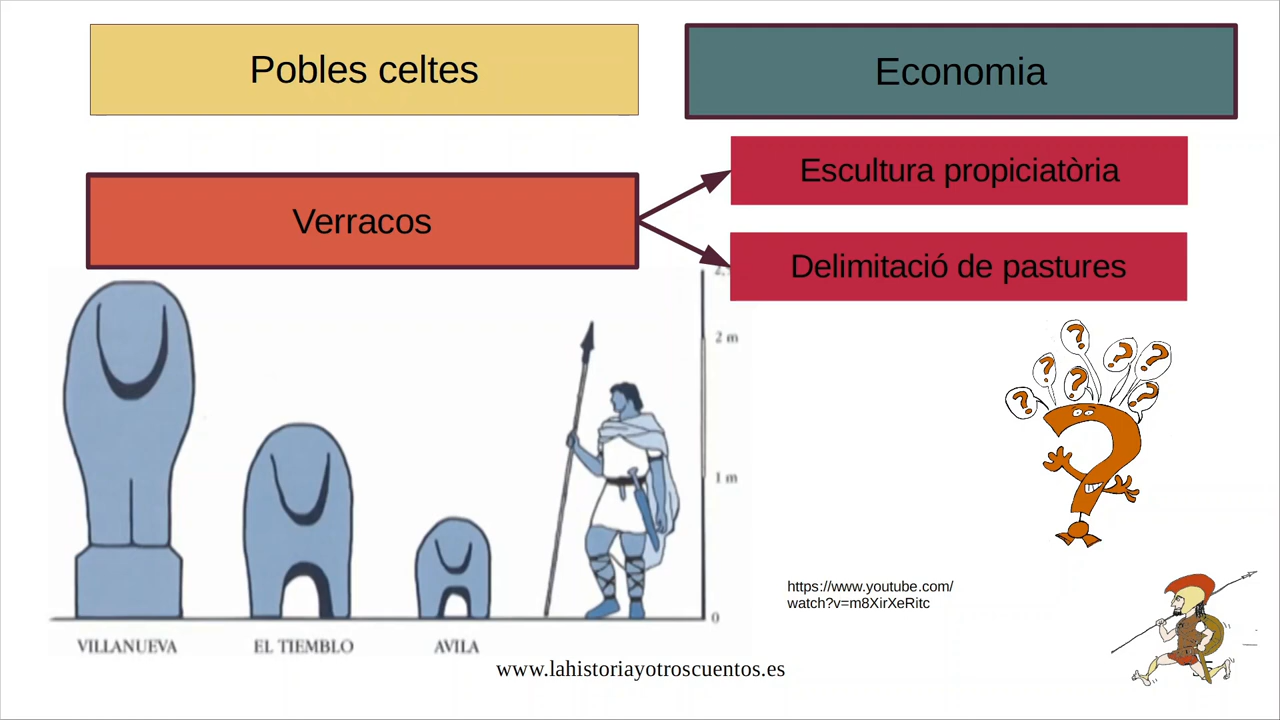 Pobles celtes
Economia
Escultura propiciatòria
Verracos
Delimitació de pastures
2 m
1 m
0
https://www.youtube.com/
watch?v=m8XirXeRitc
VILLANUEVA
EL TIEMBLO
AVILA
www.lahistoriayotroscuentos.es